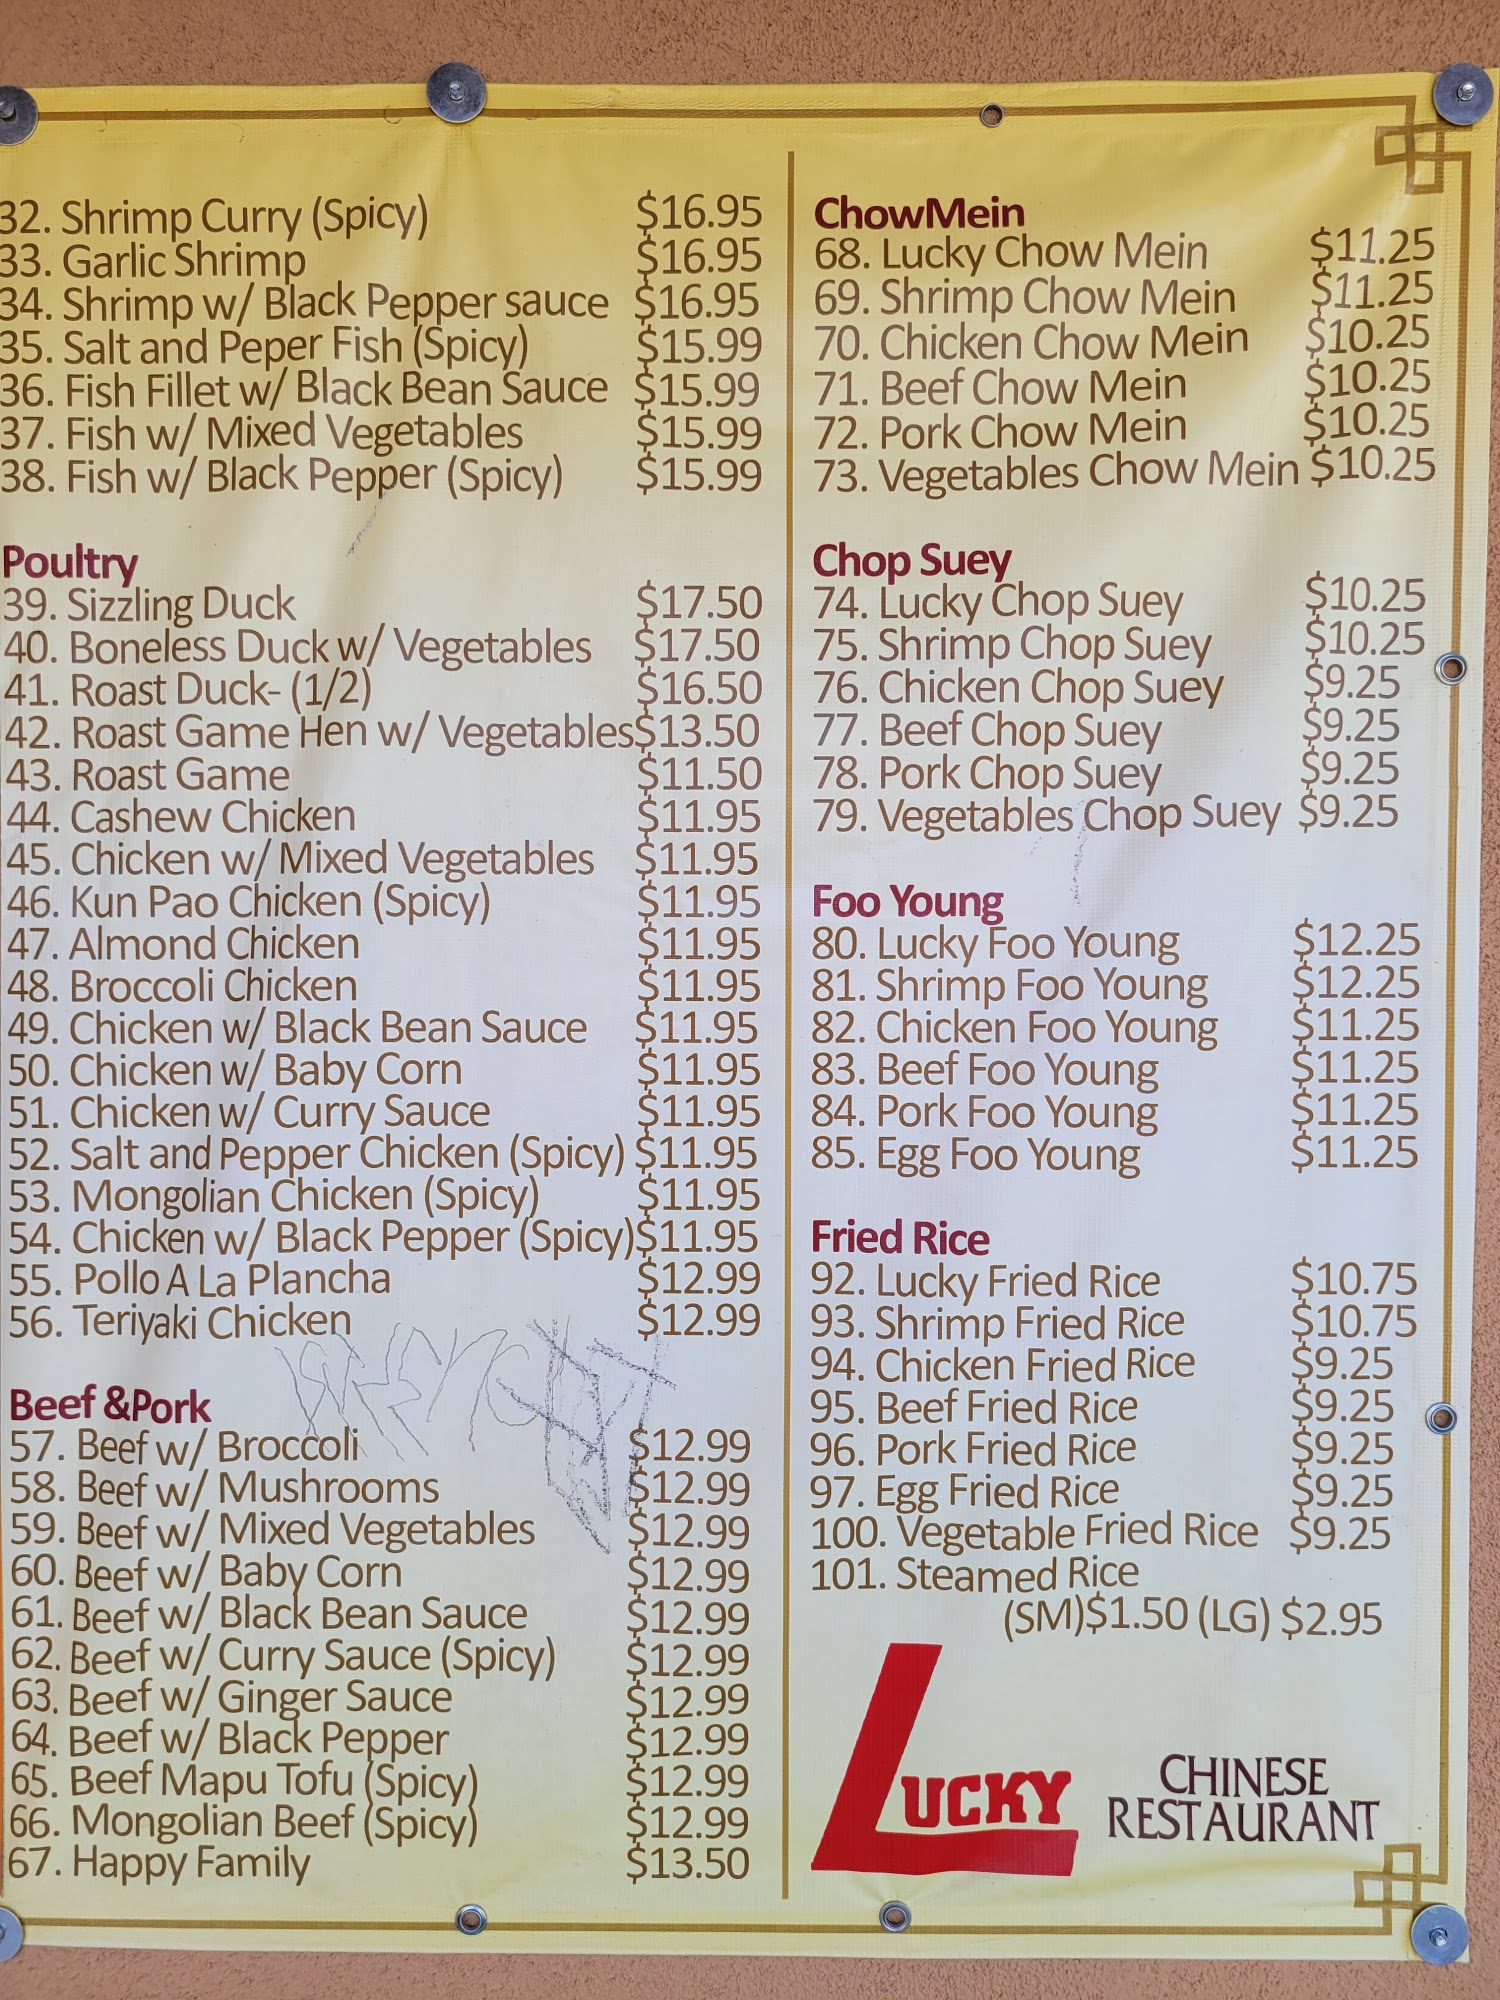 32. Shrimp Curry (Spicy) $16.95
33. Garlic Shrimp $16.95
34. Shrimp w/ Black Pepper sauce $16.95
35. Salt and Peper Fish (Spicy) $15.99
36. Fish Fillet w/ Black Bean Sauce $15.99
37. Fish w/ Mixed Vegetables $15.99
38. Fish w/ Black Pepper (Spicy) $15.99
Poultry
39. Sizzling Duck $17.50
40. Boneless Duck w/ Vegetables $17.50
41. Roast Duck- (1/2) $16.50
42. Roast Game Hen w/ Vegetables $13.50
43. Roast Game $11.50
44. Cashew Chicken $11.95
45. Chicken w/ Mixed Vegetables $11.95
46. Kun Pao Chicken (Spicy) $11.95
47. Almond Chicken $11.95
48. Broccoli Chicken $11.95
49. Chicken w/ Black Bean Sauce $11.95
50. Chicken w/ Baby Corn $11.95
51. Chicken w/ Curry Sauce $11.95
52. Salt and Pepper Chicken (Spicy) $11.95
53. Mongolian Chicken (Spicy) $11.95
54. Chicken w/ Black Pepper (Spicy) $11.95
55. Pollo A La Plancha $12.99
56. Teriyaki Chicken $12.99
Beef &Pork
57. Beef w/ Broccoli $12.99
58. Beef w/ Mushrooms $12.99
59. Beef w/ Mixed Vegetables $12.99
60. Beef w/ Baby Corn $12.99
61. Beef w/ Black Bean Sauce $12.99
62. Beef w/ Curry Sauce (Spicy) $12.99
63. Beef w/ Ginger Sauce $12.99
64. Beef w/ Black Pepper $12.99
65. Beef Mapu Tofu (Spicy) $12.99
66. Mongolian Beef (Spicy) $12.99
67. Happy Family $13.50
ChowMein
68. Lucky Chow Mein $11.25
69. Shrimp Chow Mein $11.25
70. Chicken Chow Mein $10.25
71. Beef Chow Mein $10.25
72. Pork Chow Mein $10.25
73. Vegetables Chow Mein $10.25
Chop Suey
74. Lucky Chop Suey $10.25
75. Shrimp Chop Suey $10.25
76. Chicken Chop Suey $9.25
77. Beef Chop Suey $9.25
78. Pork Chop Suey $9.25
79. Vegetables Chop Suey $9.25
Foo Young
80. Lucky Foo Young $12.25
81. Shrimp Foo Young $12.25
82. Chicken Foo Young $11.25
83. Beef Foo Young $11.25
84. Pork Foo Young $11.25
85. Egg Foo Young $11.25
Fried Rice
92. Lucky Fried Rice $10.75
93. Shrimp Fried Rice $10.75
94. Chicken Fried Rice $9.25
95. Beef Fried Rice $9.25
96. Pork Fried Rice $9.25
97. Egg Fried Rice $9.25
100. Vegetable Fried Rice $9.25
101. Steamed Rice
(SM)$1.50 (LG) $2.95
LUCKY
CHINESE
RESTAURANT